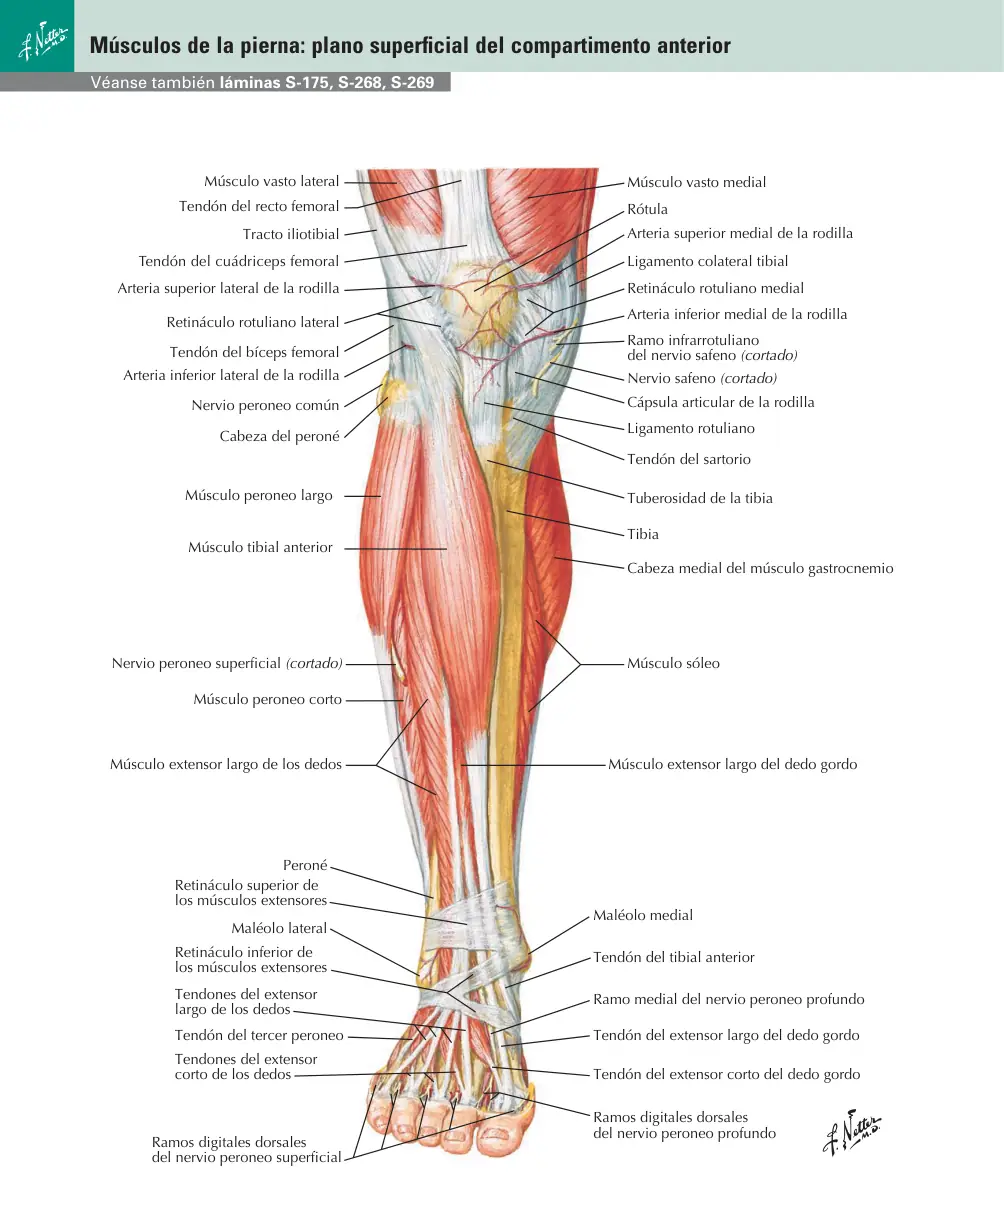 F. Netter M.D.
Músculos de la pierna: plano superficial del compartimento anterior
Véanse también láminas S-175, S-268, S-269
Músculo vasto lateral
Tendón del recto femoral
Tracto iliotibial
Tendón del cuádriceps femoral
Arteria superior lateral de la rodilla
Retináculo rotuliano lateral
Tendón del bíceps femoral
Arteria inferior lateral de la rodilla
Nervio peroneo común
Cabeza del peroné
Músculo peroneo largo
Músculo tibial anterior
Nervio peroneo superficial (cortado)
Músculo peroneo corto
Músculo extensor largo de los dedos
Peroné
Retináculo superior de
los músculos extensores
Maléolo lateral
Retináculo inferior de
los músculos extensores
Tendones del extensor
largo de los dedos
Tendón del tercer peroneo
Tendones del extensor
corto de los dedos
Ramos digitales dorsales
del nervio peroneo superficial
Músculo vasto medial
Rótula
Arteria superior medial de la rodilla
Ligamento colateral tibial
Retináculo rotuliano medial
Arteria inferior medial de la rodilla
Ramo infrarrotuliano
del nervio safeno (cortado)
Nervio safeno (cortado)
Cápsula articular de la rodilla
Ligamento rotuliano
Tendón del sartorio
Tuberosidad de la tibia
Tibia
Cabeza medial del músculo gastrocnemio
Músculo sóleo
Músculo extensor largo del dedo gordo
Maléolo medial
Tendón del tibial anterior
Ramo medial del nervio peroneo profundo
Tendón del extensor largo del dedo gordo
Tendón del extensor corto del dedo gordo
Ramos digitales dorsales
del nervio peroneo profundo
F. Netter M.D.